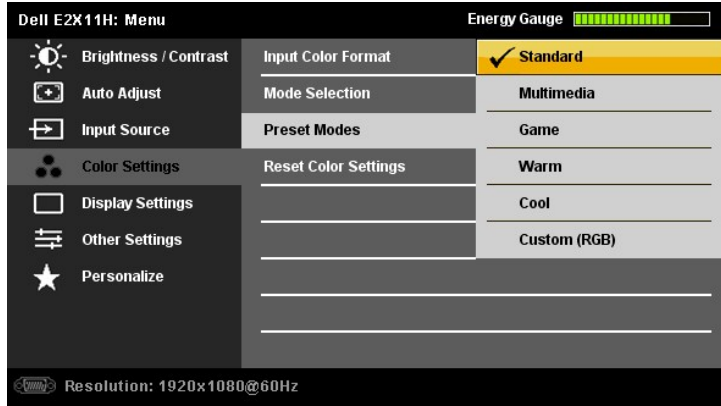 Dell E2X11H: Menu
Energy Gauge
Brightness / Contrast
Auto Adjust
Input Source
Color Settings
Display Settings
Other Settings
Personalize
Input Color Format
Mode Selection
Preset Modes
Reset Color Settings
Standard
Multimedia
Game
Warm
Cool
Custom (RGB)
Resolution: 1920x1080@60Hz